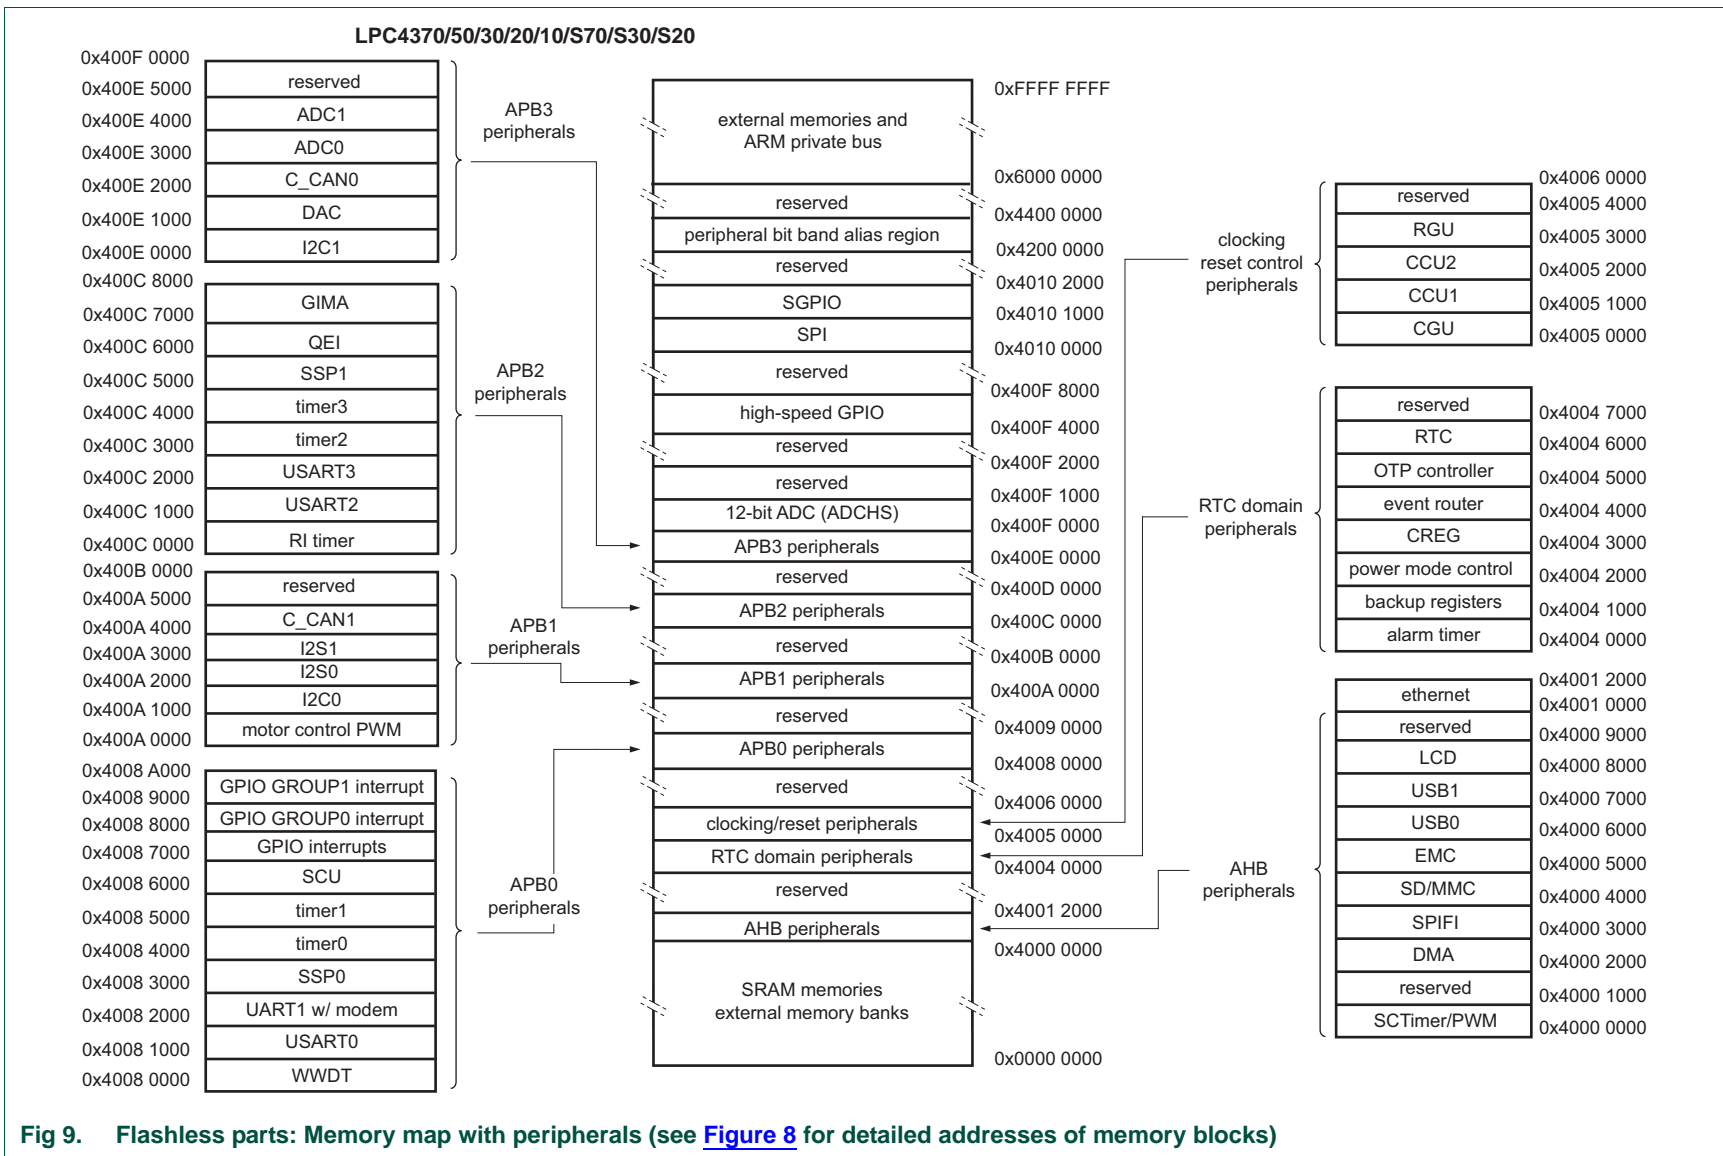 LPC4370/50/30/20/10/S70/S30/S20
0x400F 0000
reserved
0x400E 5000
ADC1
0x400E 4000
ADC0
0x400E 3000
C_CAN0
0x400E 2000
DAC
0x400E 1000
I2C1
0x400E 0000
APB3
peripherals
0x400C 8000
GIMA
0x400C 7000
QEI
0x400C 6000
SSP1
0x400C 5000
timer3
0x400C 4000
timer2
0x400C 3000
USART3
0x400C 2000
USART2
0x400C 1000
RI timer
0x400C 0000
APB2
peripherals
0x400B 0000
reserved
0x400A 5000
C_CAN1
0x400A 4000
I2S1
0x400A 3000
I2S0
0x400A 2000
I2C0
0x400A 1000
motor control PWM
0x400A 0000
APB1
peripherals
0x4008 A000
GPIO GROUP1 interrupt
0x4008 9000
GPIO GROUP0 interrupt
0x4008 8000
GPIO interrupts
0x4008 7000
SCU
0x4008 6000
timer1
0x4008 5000
timer0
0x4008 4000
SSP0
0x4008 3000
UART1 w/ modem
0x4008 2000
USART0
0x4008 1000
WWDT
0x4008 0000
APB0
peripherals
0xFFFF FFFF
external memories and
ARM private bus
0x6000 0000
reserved
0x4400 0000
peripheral bit band alias region
0x4200 0000
reserved
0x4010 2000
SGPIO
0x4010 1000
SPI
0x4010 0000
reserved
0x400F 8000
high-speed GPIO
0x400F 4000
reserved
0x400F 2000
reserved
0x400F 1000
12-bit ADC (ADCHS)
0x400F 0000
APB3 peripherals
0x400E 0000
reserved
0x400D 0000
APB2 peripherals
0x400C 0000
reserved
0x400B 0000
APB1 peripherals
0x400A 0000
reserved
0x4009 0000
APB0 peripherals
0x4008 0000
reserved
0x4006 0000
clocking/reset peripherals
0x4005 0000
RTC domain peripherals
0x4004 0000
reserved
0x4001 2000
AHB peripherals
0x4000 0000
SRAM memories
external memory banks
0x0000 0000
clocking
reset control
peripherals
0x4006 0000
reserved
0x4005 4000
RGU
0x4005 3000
CCU2
0x4005 2000
CCU1
0x4005 1000
CGU
0x4005 0000
RTC domain
peripherals
reserved
0x4004 7000
RTC
0x4004 6000
OTP controller
0x4004 5000
event router
0x4004 4000
CREG
0x4004 3000
power mode control
0x4004 2000
backup registers
0x4004 1000
alarm timer
0x4004 0000
AHB
peripherals
0x4001 2000
ethernet
0x4001 0000
reserved
0x4000 9000
LCD
0x4000 8000
USB1
0x4000 7000
USB0
0x4000 6000
EMC
0x4000 5000
SD/MMC
0x4000 4000
SPIFI
0x4000 3000
DMA
0x4000 2000
reserved
0x4000 1000
SCTimer/PWM
0x4000 0000
Fig 9. Flashless parts: Memory map with peripherals (see Figure 8 for detailed addresses of memory blocks)